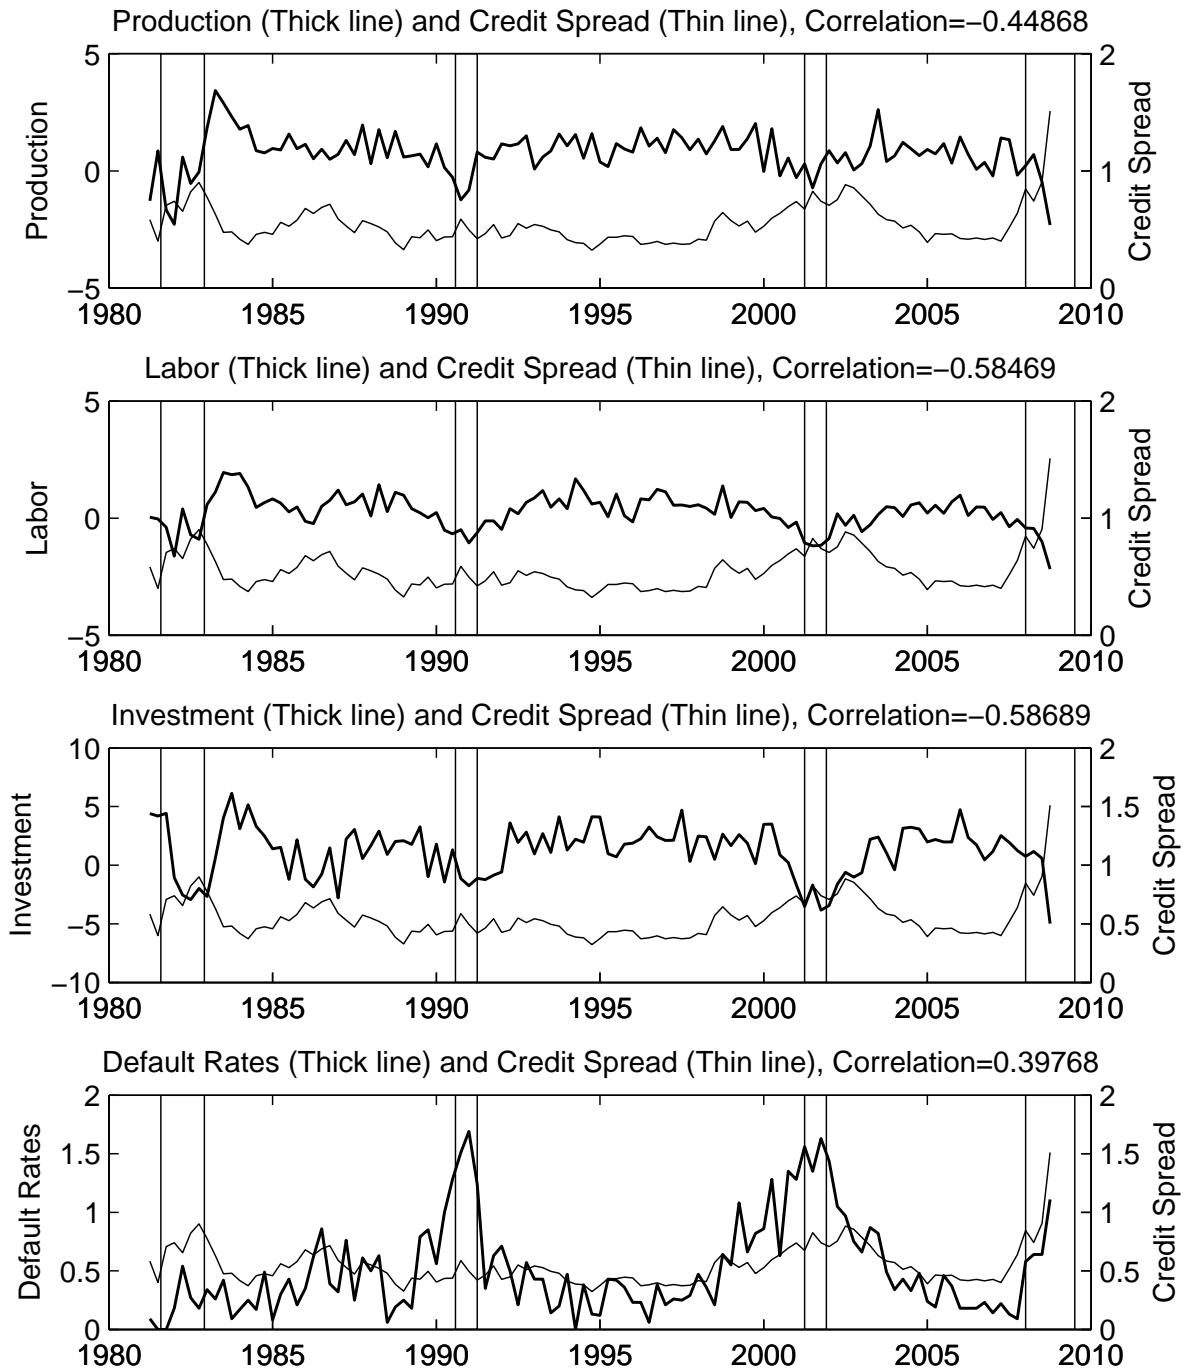 Production (Thick line) and Credit Spread (Thin line), Correlation=−0.44868
5
0
−5
Production
2
1
0
Credit Spread
1980 1985 1990 1995 2000 2005 2010
Labor (Thick line) and Credit Spread (Thin line), Correlation=−0.58469
5
0
−5
Labor
2
1
0
Credit Spread
1980 1985 1990 1995 2000 2005 2010
Investment (Thick line) and Credit Spread (Thin line), Correlation=−0.58689
10
5
0
−5
−10
Investment
2
1.5
1
0.5
0
Credit Spread
1980 1985 1990 1995 2000 2005 2010
Default Rates (Thick line) and Credit Spread (Thin line), Correlation=0.39768
2
1.5
1
0.5
0
Default Rates
2
1.5
1
0.5
0
Credit Spread
1980 1985 1990 1995 2000 2005 2010